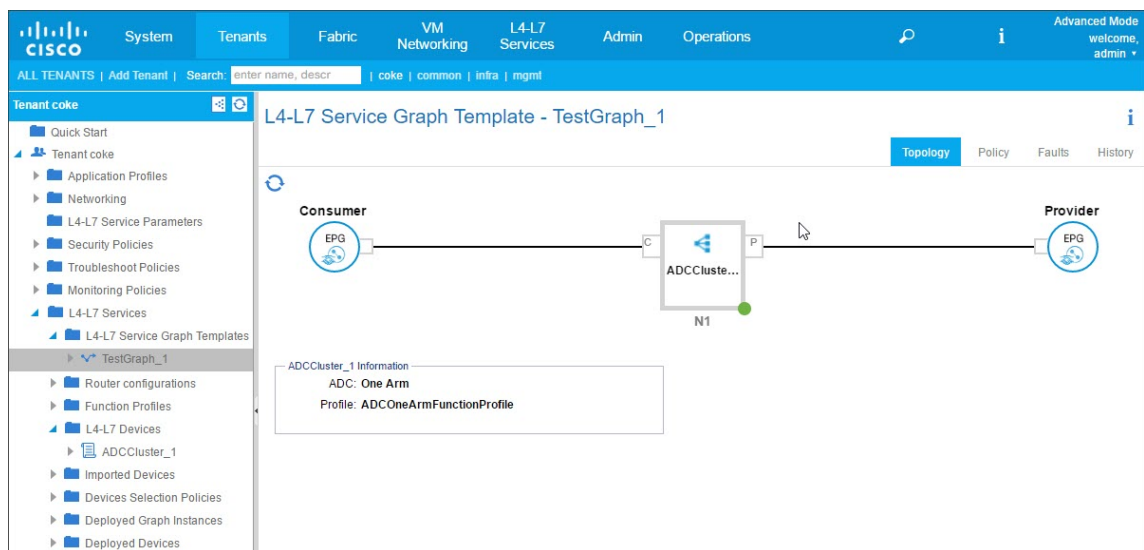 Advanced Mode
CISCO System Tenants Fabric VM Networking L4-L7 Services Admin Operations i welcome, admin
ALL TENANTS | Add Tenant | Search: enter name, descr | coke | common | infra | mgmt
Tenant coke
L4-L7 Service Graph Template - TestGraph_1 i
Quick Start
Tenant coke
Topology Policy Faults History
Application Profiles
Networking
L4-L7 Service Parameters
Security Policies
Troubleshoot Policies
Monitoring Policies
L4-L7 Services
L4-L7 Service Graph Templates
TestGraph_1
Router configurations
Function Profiles
L4-L7 Devices
ADCCluster_1
Imported Devices
Devices Selection Policies
Deployed Graph Instances
Deployed Devices
Consumer
EPG
C
P
ADCCluste...
N1
Provider
EPG
ADCCluster_1 Information
ADC: One Arm
Profile: ADCOneArmFunctionProfile